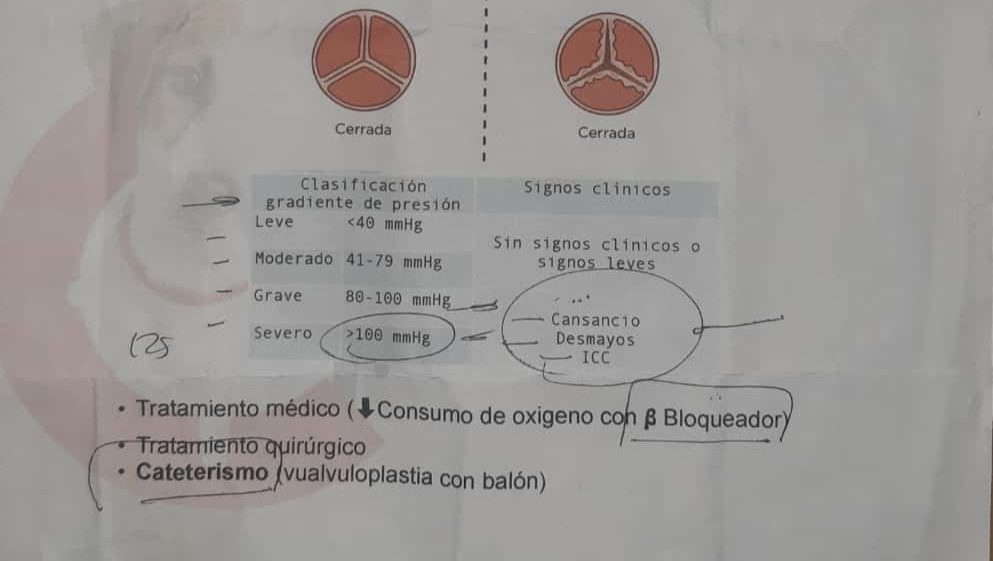 Cerrada
Cerrada
Clasificación
gradiente de presión
Signos clinicos
Leve <40 mmHg
Moderado 41-79 mmHg
Grave 80-100 mmHg
Severo >100 mmHg
Sin signos clinicos o
signos leves
Cansancio
Desmayos
ICC
125
• Tratamiento médico (⬇Consumo de oxigeno con β Bloqueador)
• Tratamiento quirúrgico
• Cateterismo (vualvuloplastia con balón)